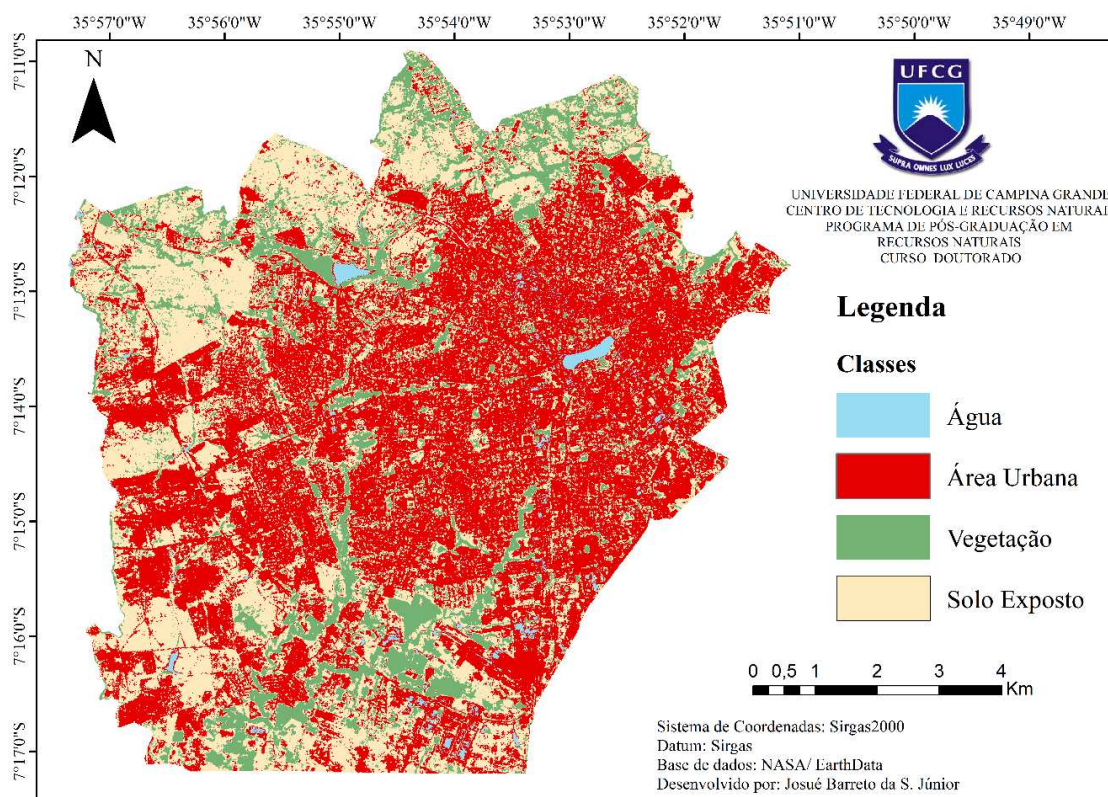 35°57'0"W 35°56'0"W 35°55'0"W 35°54'0"W 35°53'0"W 35°52'0"W 35°51'0"W 35°50'0"W 35°49'0"W
7°11'0"S
7°12'0"S
7°13'0"S
7°14'0"S
7°15'0"S
7°16'0"S
7°17'0"S
N
UFCG
SUPRA OMNES LUX LUCES
UNIVERSIDADE FEDERAL DE CAMPINA GRANDE
CENTRO DE TECNOLOGIA E RECURSOS NATURAI
PROGRAMA DE PÓS-GRADUAÇÃO EM
RECURSOS NATURAIS
CURSO DOUTORADO
Legenda
Classes
Água
Área Urbana
Vegetação
Solo Exposto
0 0,5 1 2 3 4
Km
Sistema de Coordenadas: Sirgas2000
Datum: Sirgas
Base de dados: NASA/ EarthData
Desenvolvido por: Josué Barreto da S. Júnior